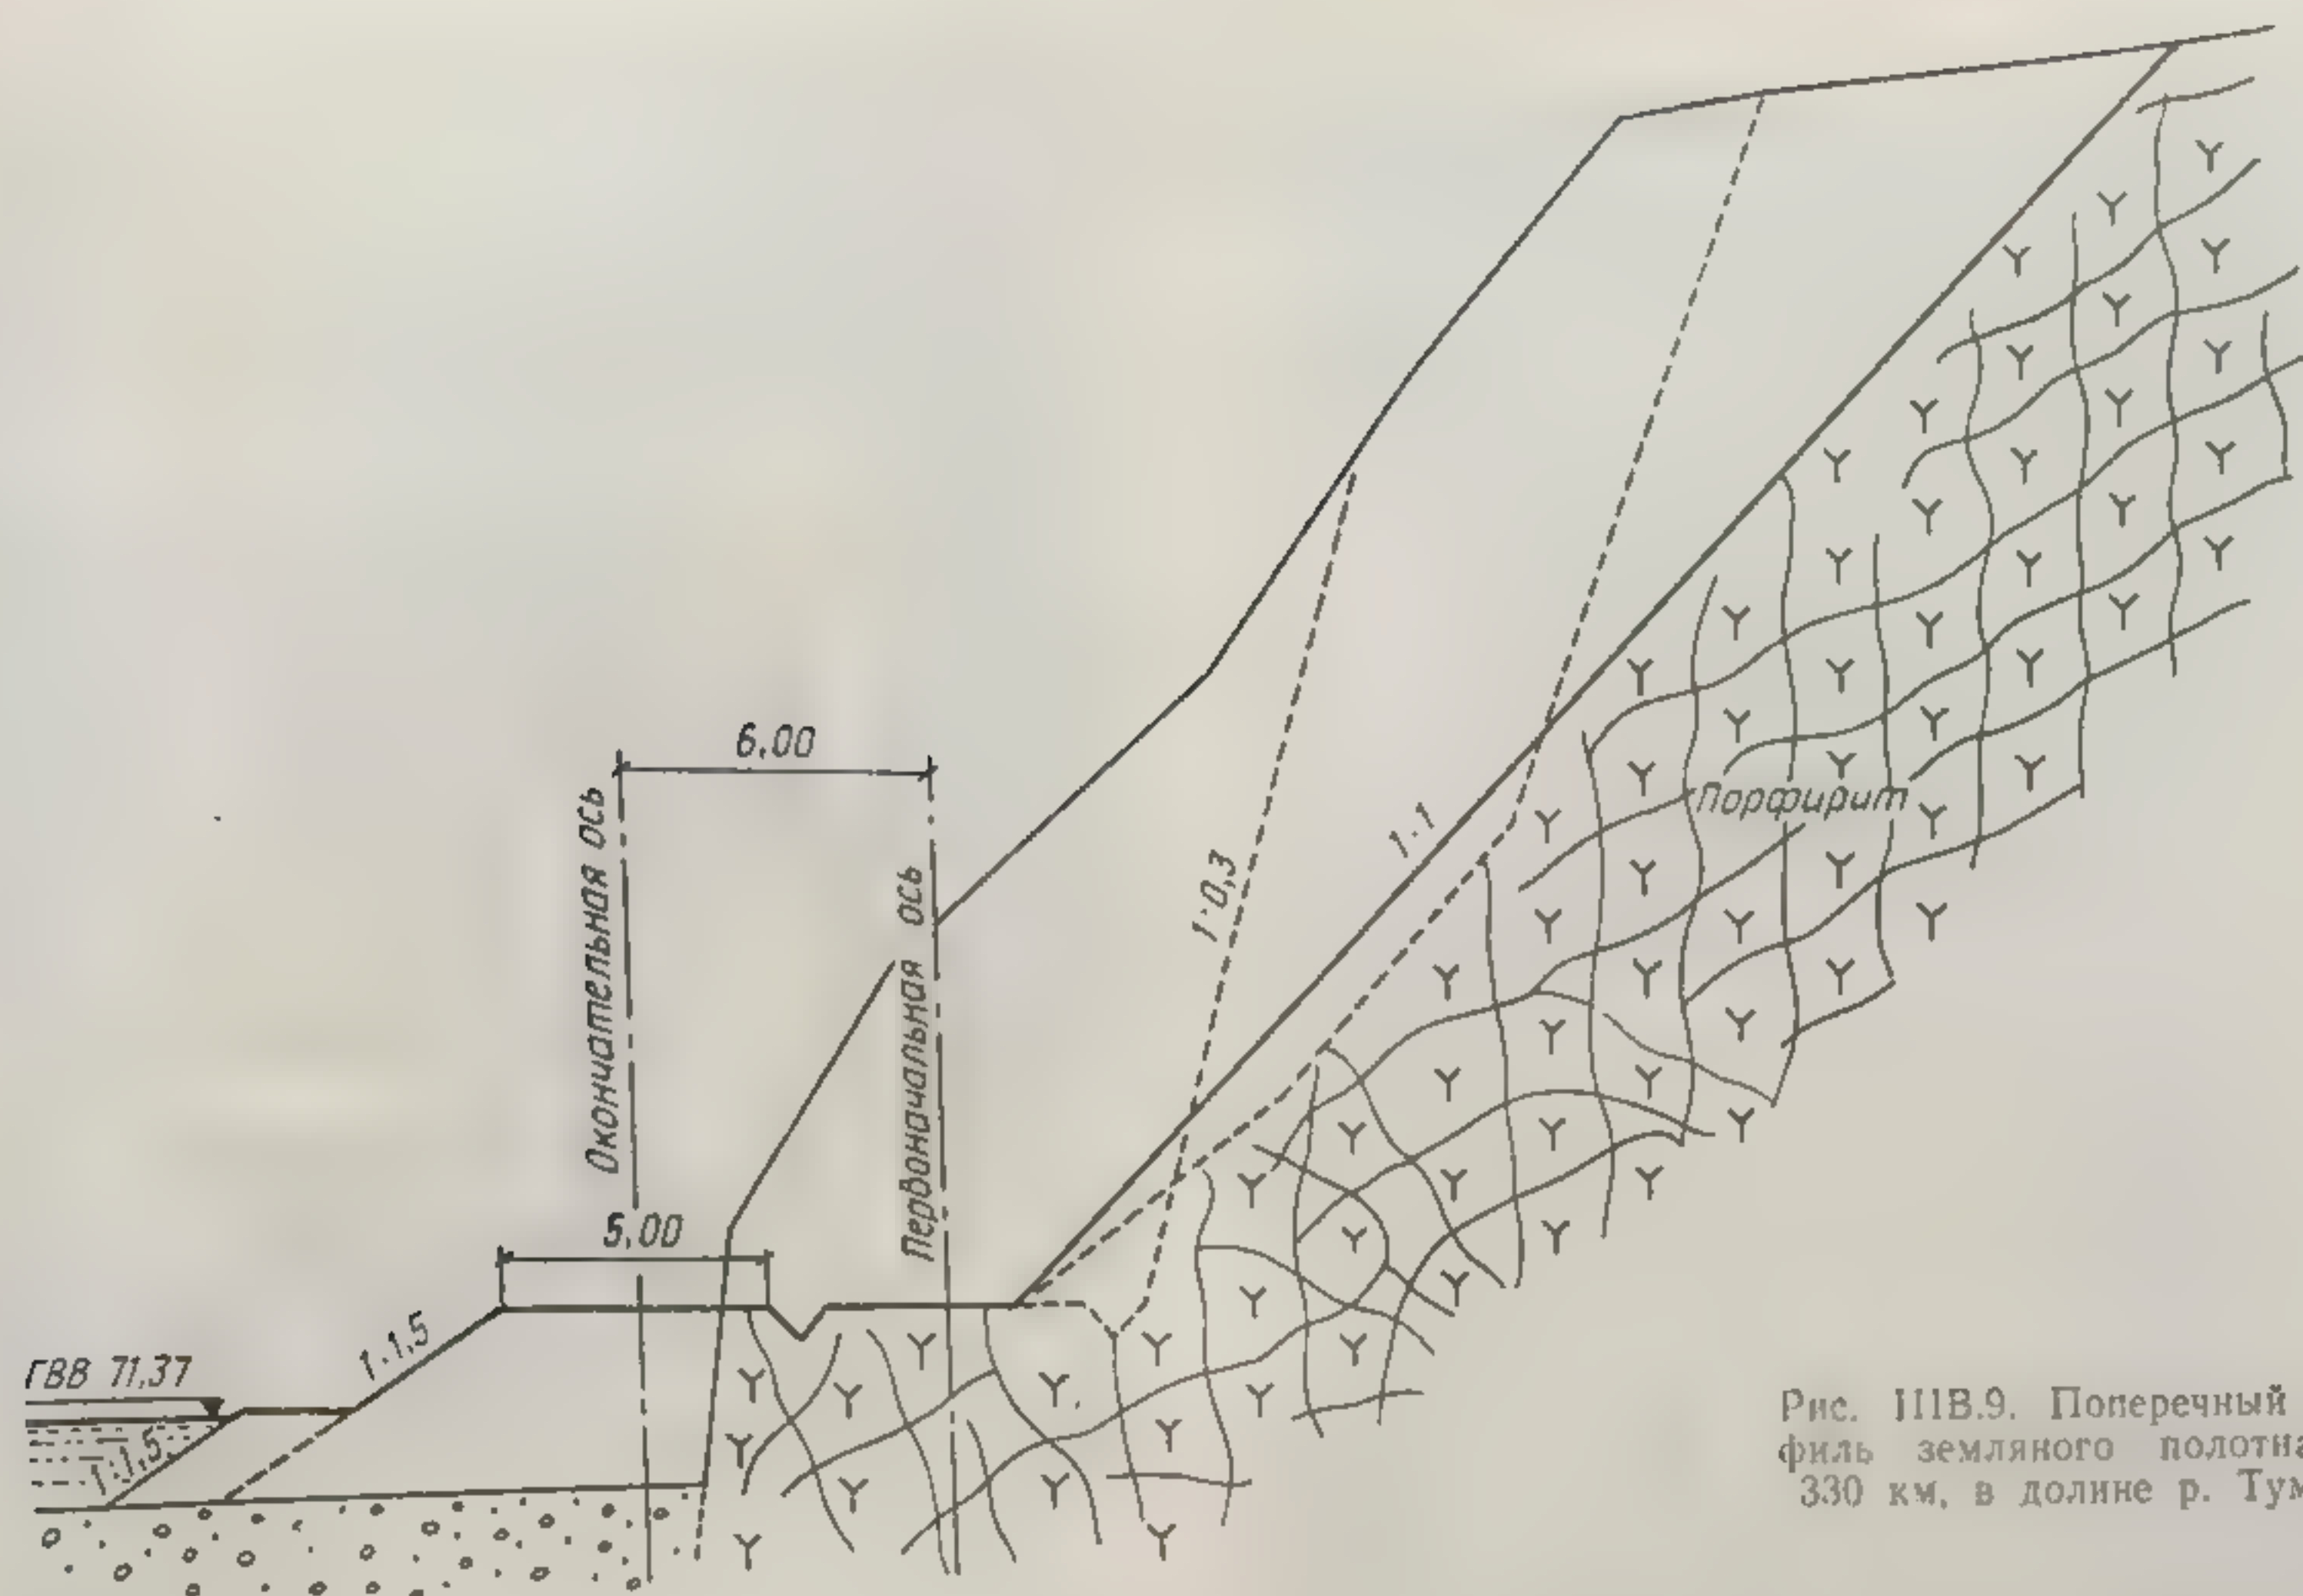 6,00
Окончательная ось
Первоначальная ось
5,00
1:0,3
1:1
Порфирит
1:1,5
ГВВ 71,37
1:1,5
Рис. IIIВ.9. Поперечный
филь земляного полотна
330 км, в долине р. Тум